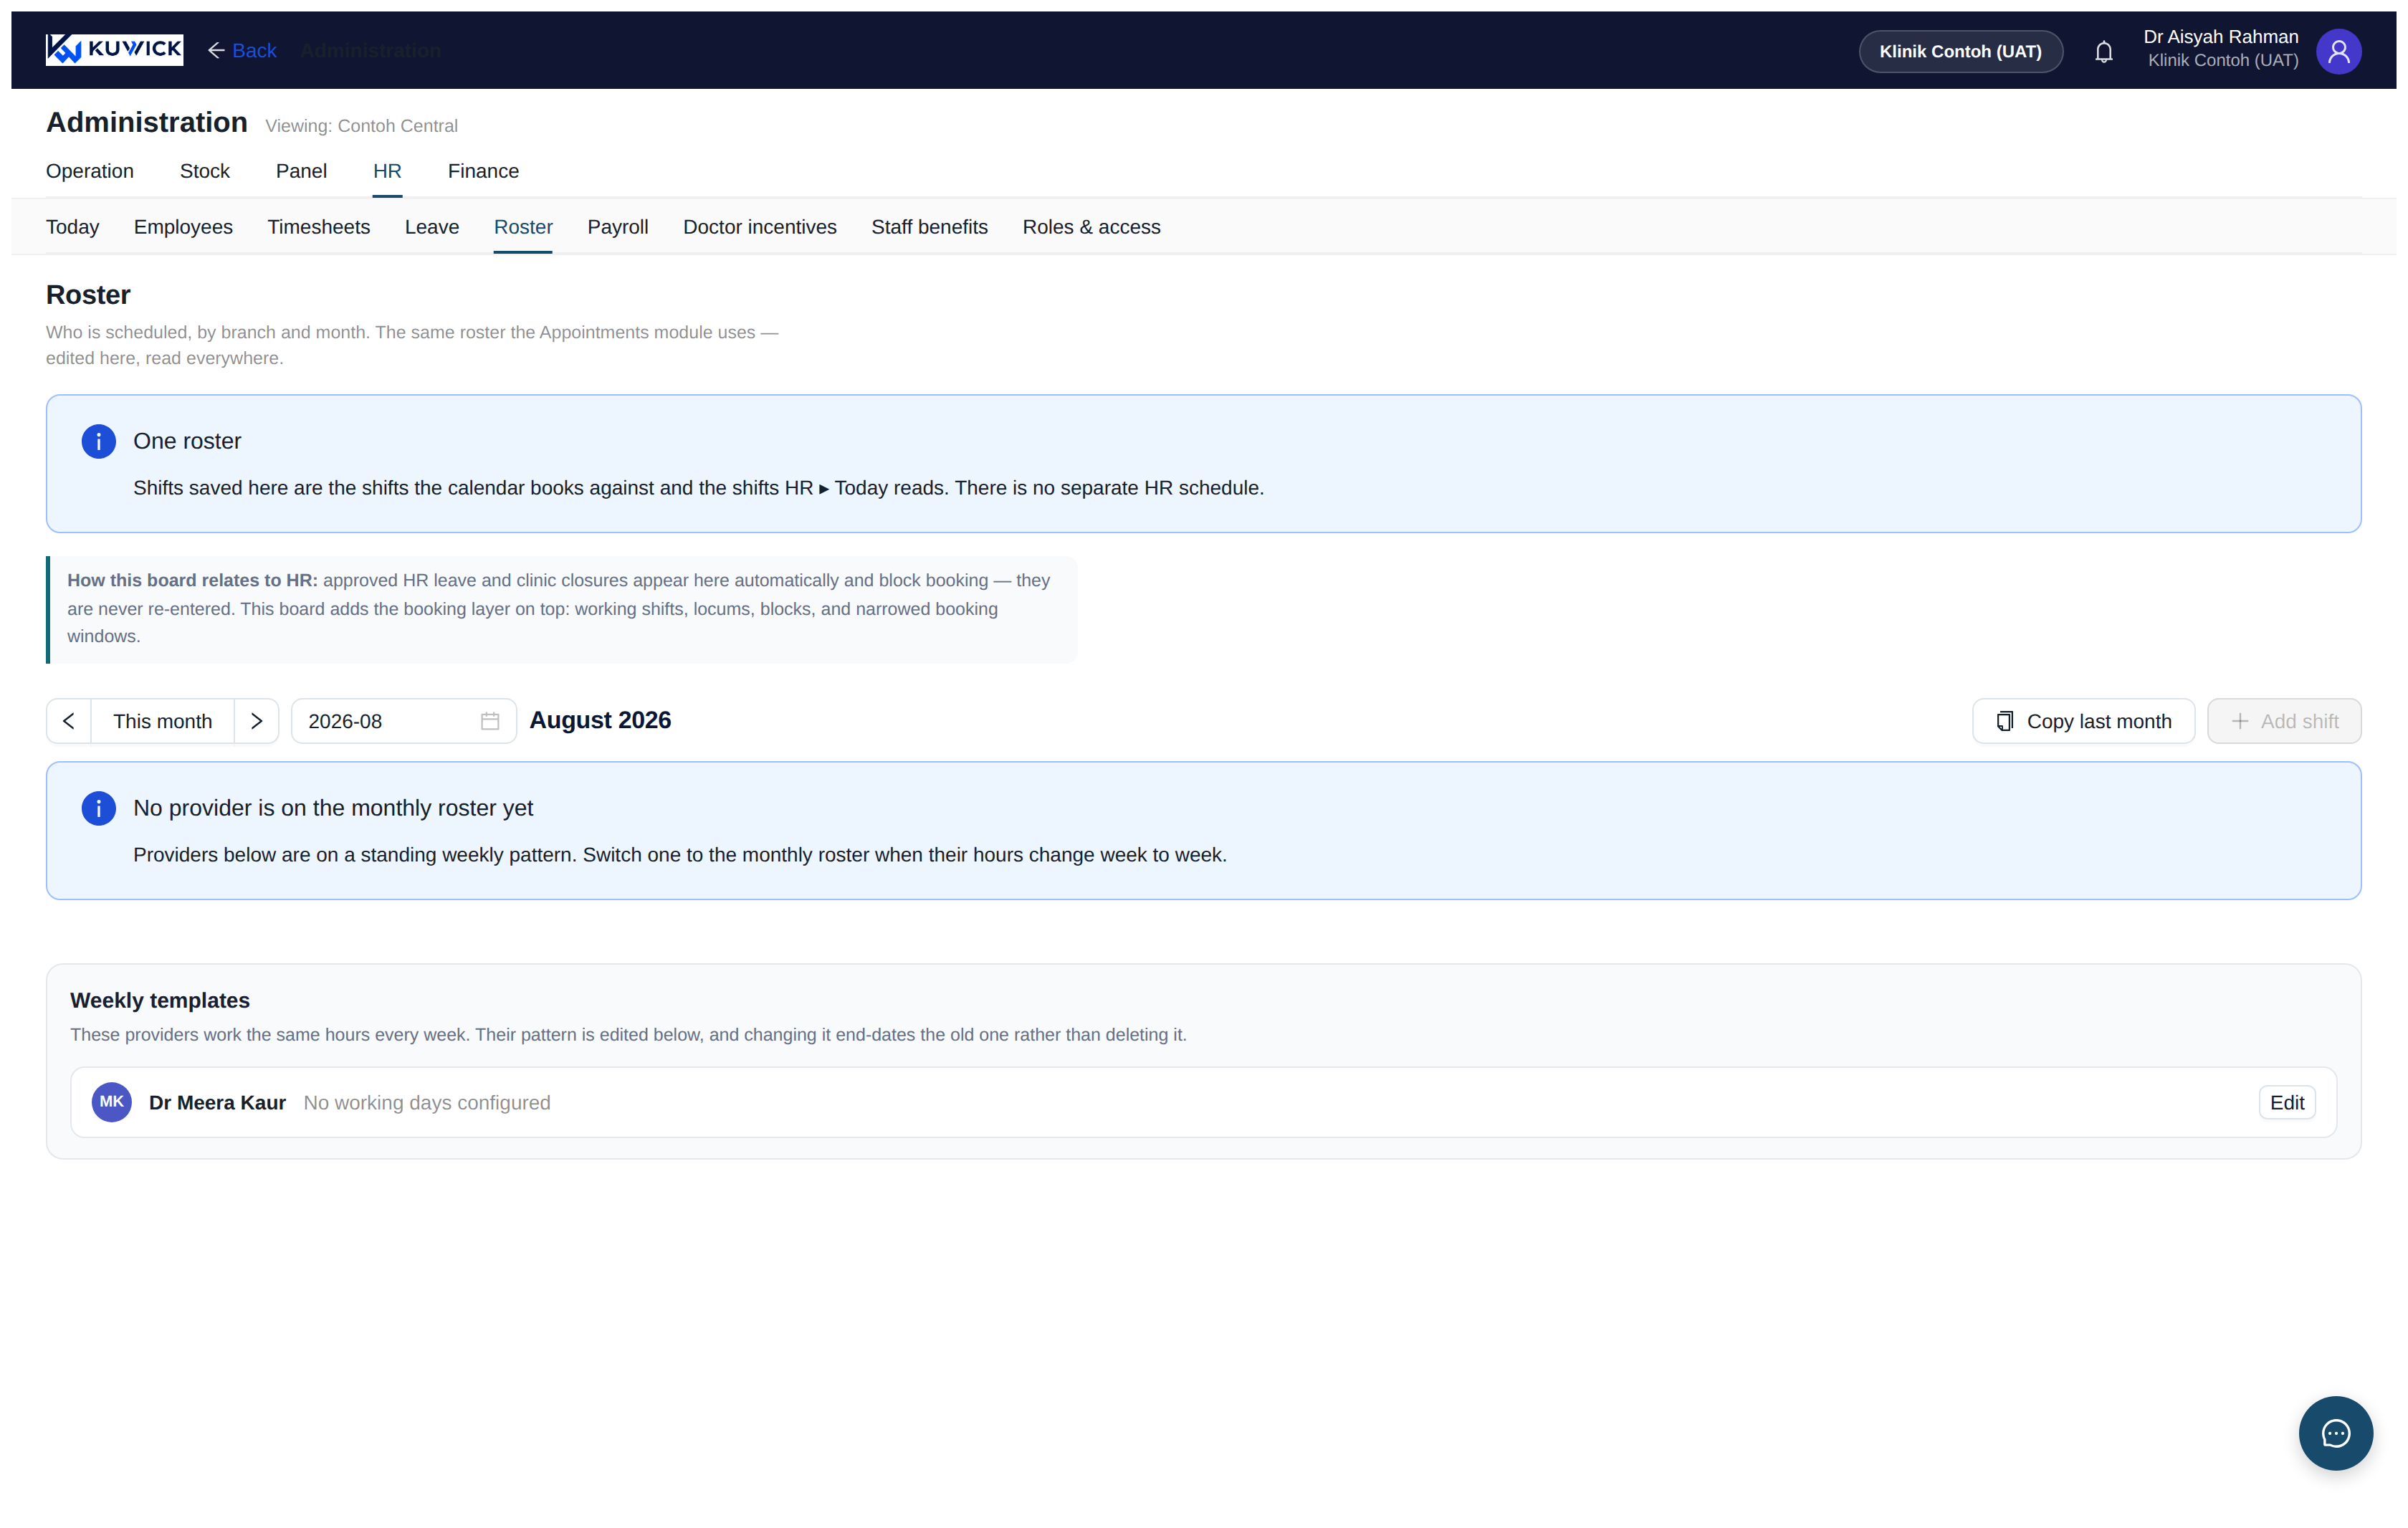 KUWICK
Back Administration
Klinik Contoh (UAT)
Dr Aisyah Rahman
Klinik Contoh (UAT)
Administration Viewing: Contoh Central
Operation Stock Panel HR Finance
Today Employees Timesheets Leave Roster Payroll Doctor incentives Staff benefits Roles & access
Roster
Who is scheduled, by branch and month. The same roster the Appointments module uses —
edited here, read everywhere.
One roster
Shifts saved here are the shifts the calendar books against and the shifts HR ▸ Today reads. There is no separate HR schedule.
How this board relates to HR: approved HR leave and clinic closures appear here automatically and block booking — they
are never re-entered. This board adds the booking layer on top: working shifts, locums, blocks, and narrowed booking
windows.
This month 2026-08 August 2026 Copy last month Add shift
No provider is on the monthly roster yet
Providers below are on a standing weekly pattern. Switch one to the monthly roster when their hours change week to week.
Weekly templates
These providers work the same hours every week. Their pattern is edited below, and changing it end-dates the old one rather than deleting it.
MK Dr Meera Kaur No working days configured Edit